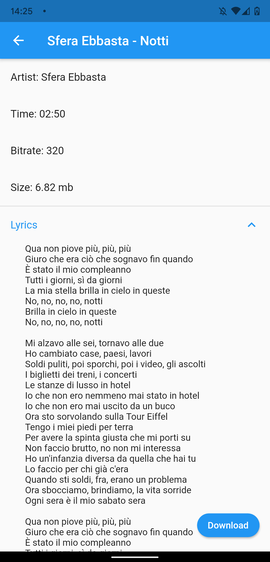 14:25
Sfera Ebbasta - Notti
Artist: Sfera Ebbasta
Time: 02:50
Bitrate: 320
Size: 6.82 mb
Lyrics
Qua non piove più, più, più
Giuro che era ciò che sognavo fin quando
È stato il mio compleanno
Tutti i giorni, sì da giorni
La mia stella brilla in cielo in queste
No, no, no, no, notti
Brilla in cielo in queste
No, no, no, no, notti
Mi alzavo alle sei, tornavo alle due
Ho cambiato case, paesi, lavori
Soldi puliti, poi sporchi, poi i video, gli ascolti
I biglietti dei treni, i concerti
Le stanze di lusso in hotel
Io che non ero nemmeno mai stato in hotel
Io che non ero mai uscito da un buco
Ora sto sorvolando sulla Tour Eiffel
Tengo i miei piedi per terra
Per avere la spinta giusta che mi porti su
Non faccio brutto, no non mi interessa
Ho un'infanzia diversa da quella che hai tu
Lo faccio per chi già c'era
Quando sti soldi, fra, erano un problema
Ora sbocciamo, brindiamo, la vita sorride
Ogni sera è il mio sabato sera
Qua non piove più, più, più
Giuro che era ciò che sognavo fin quando
È stato il mio compleanno
Tutti i giorni, sì da giorni
Download